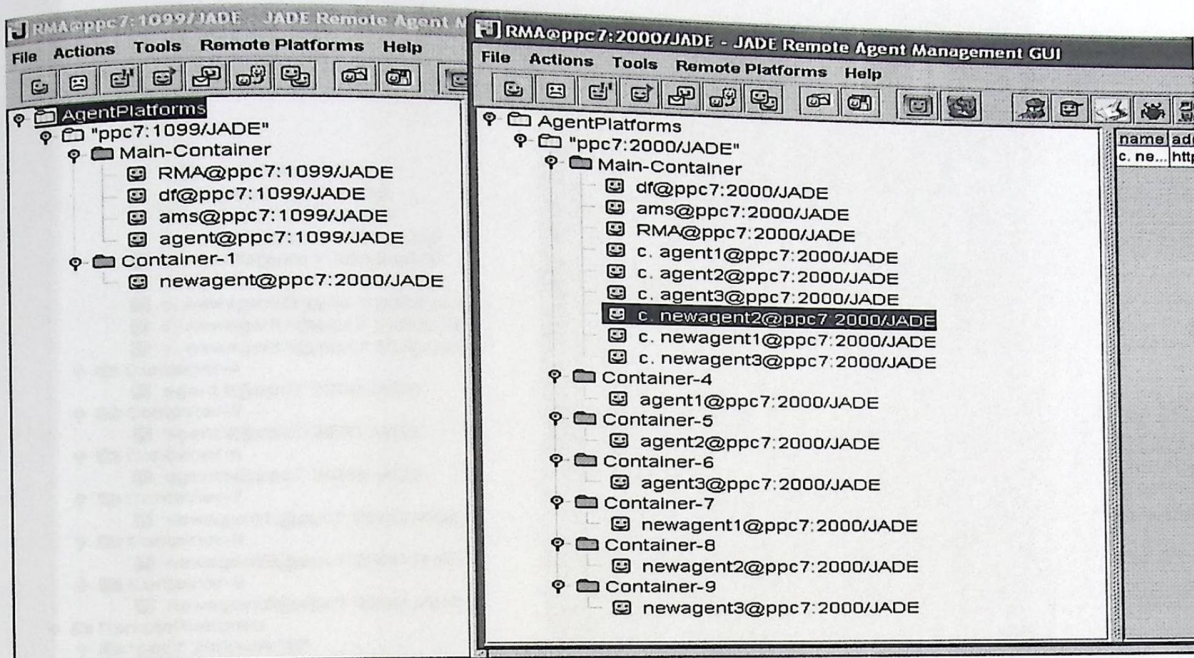 RMA@ppc7:1099/JADE - JADE Remote Agent M
File Actions Tools Remote Platforms Help
AgentPlatforms
"ppc7:1099/JADE"
Main-Container
RMA@ppc7:1099/JADE
df@ppc7:1099/JADE
ams@ppc7:1099/JADE
agent@ppc7:1099/JADE
Container-1
newagent@ppc7:2000/JADE
RMA@ppc7:2000/JADE - JADE Remote Agent Management GUI
File Actions Tools Remote Platforms Help
AgentPlatforms
"ppc7:2000/JADE"
Main-Container
df@ppc7:2000/JADE
ams@ppc7:2000/JADE
RMA@ppc7:2000/JADE
c. agent1@ppc7:2000/JADE
c. agent2@ppc7:2000/JADE
c. agent3@ppc7:2000/JADE
c. newagent2@ppc7 2000/JADE
c. newagent1@ppc7:2000/JADE
c. newagent3@ppc7:2000/JADE
Container-4
agent1@ppc7:2000/JADE
Container-5
agent2@ppc7:2000/JADE
Container-6
agent3@ppc7:2000/JADE
Container-7
newagent1@ppc7:2000/JADE
Container-8
newagent2@ppc7:2000/JADE
Container-9
newagent3@ppc7:2000/JADE
name add
c. ne... http